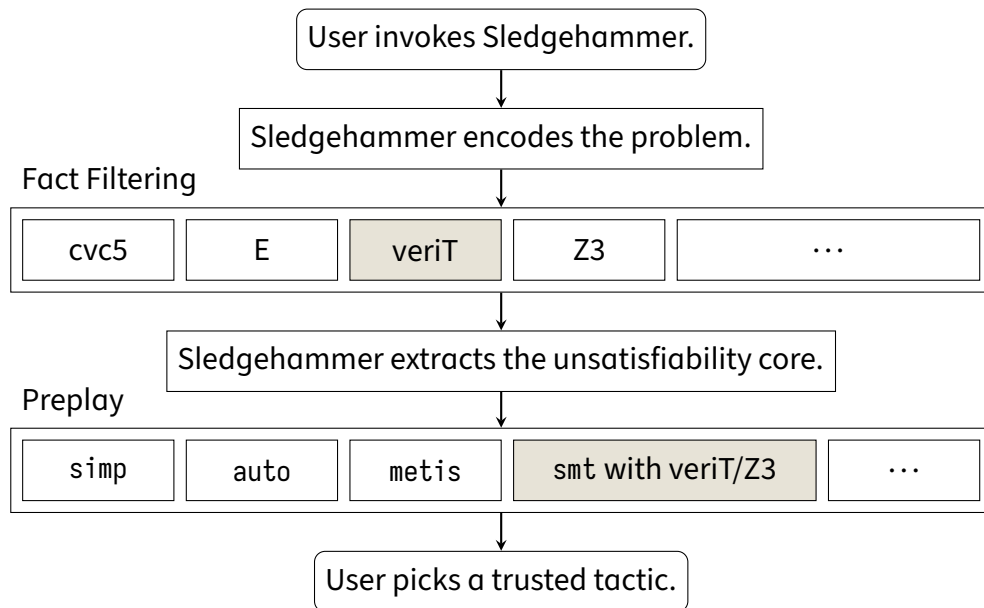 User invokes Sledgehammer.
Sledgehammer encodes the problem.
Fact Filtering
cvc5 E veriT Z3 ...
Sledgehammer extracts the unsatisfiability core.
Preplay
simp auto metis smt with veriT/Z3 ...
User picks a trusted tactic.